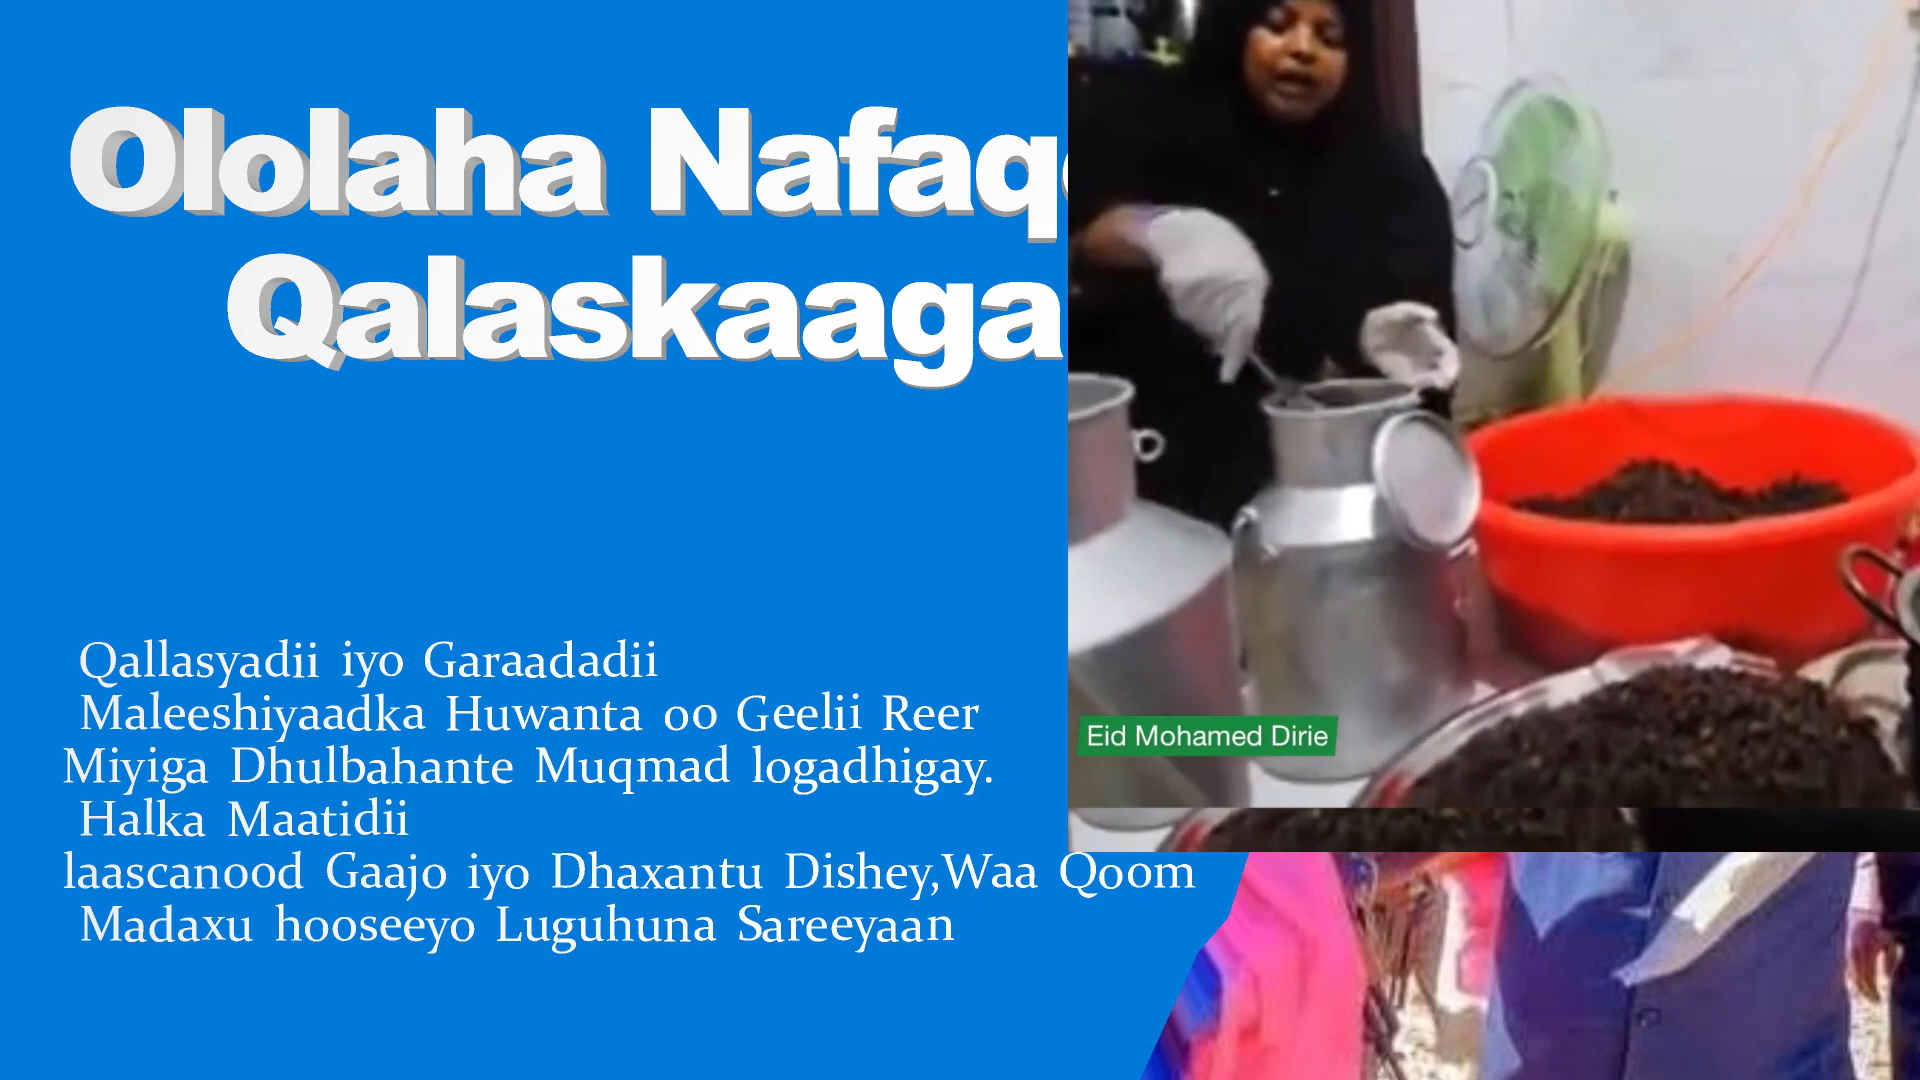 Ololaha Nafaq
Qalaskaaga
Qallasyadii iyo Garaadadii
Maleeshiyaadka Huwanta oo Geelii Reer
Miyiga Dhulbahante Muqmad logadhigay.
Halka Maatidii
laascanood Gaajo iyo Dhaxantu Dishey,Waa Qoom
Madaxu hooseeyo Luguhuna Sareeyaan
Eid Mohamed Dirie